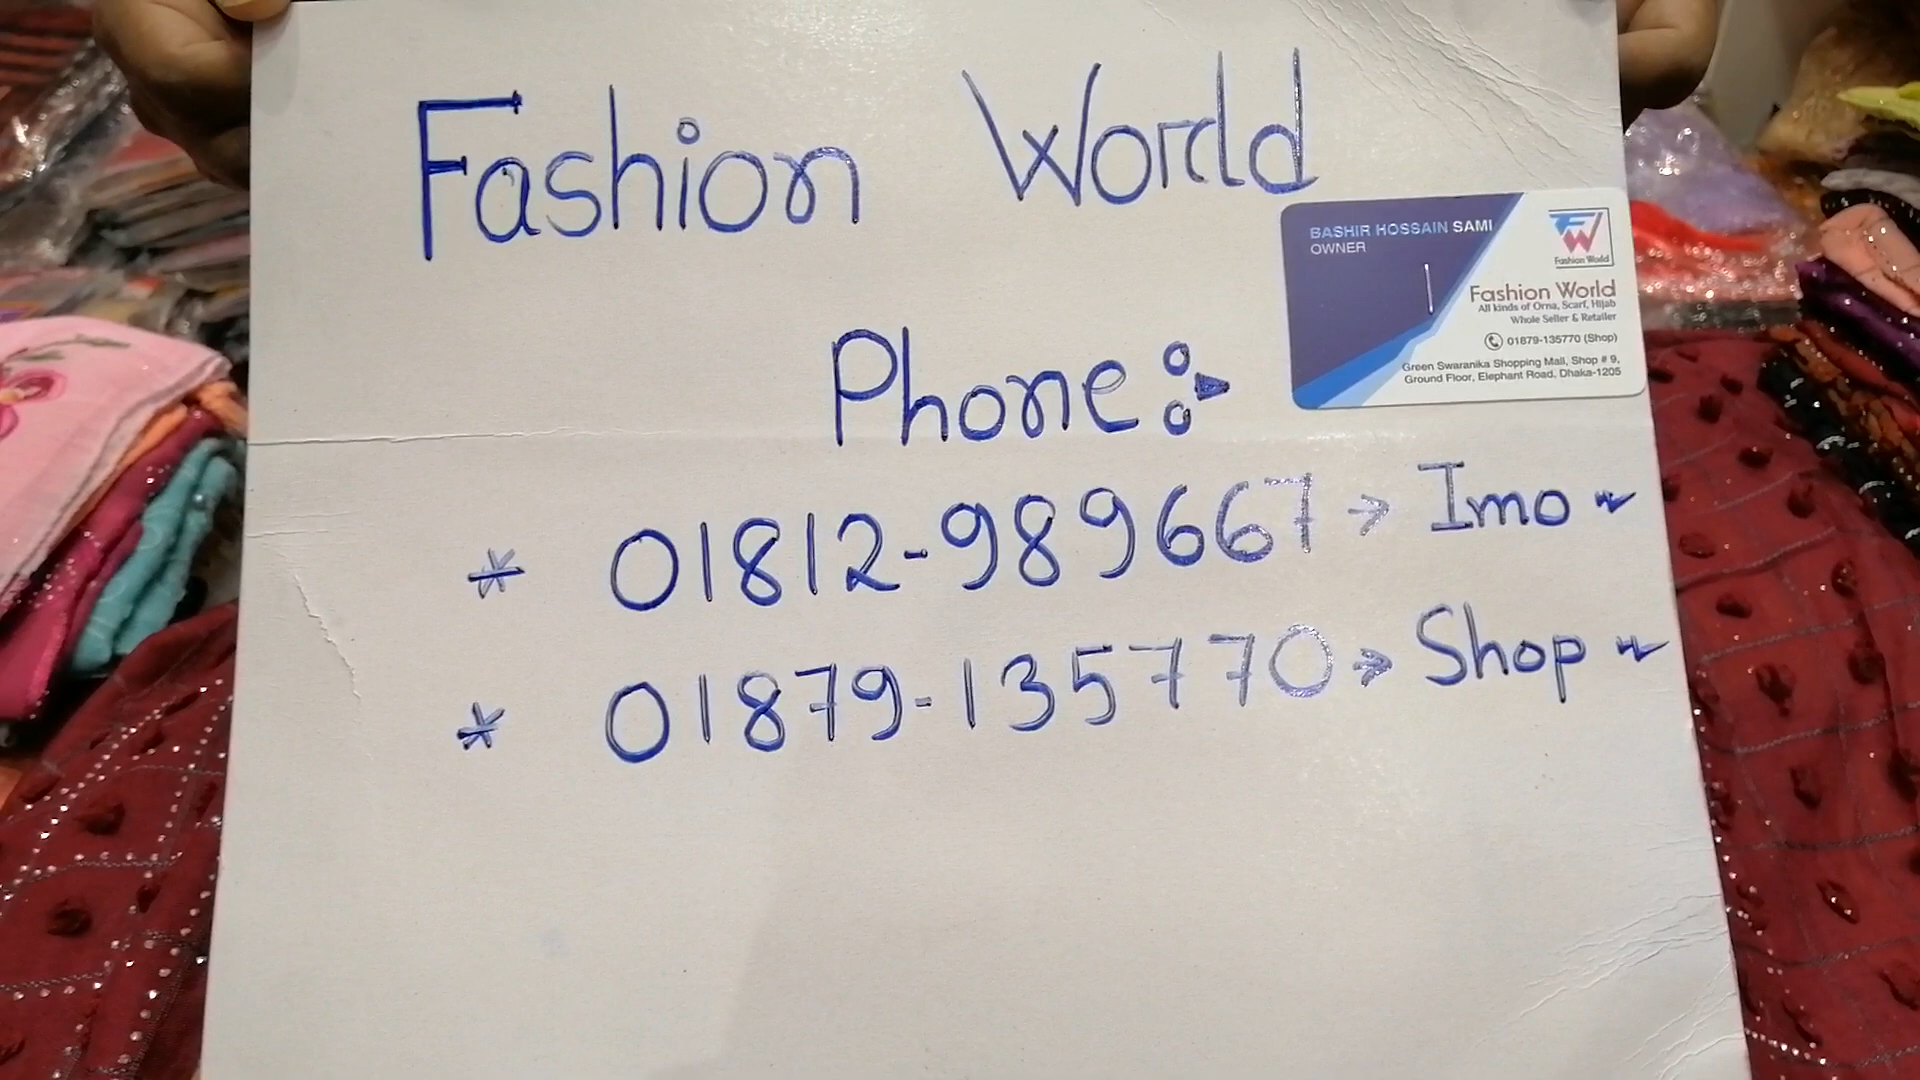 Fashion World
BASHIR HOSSAIN SAMI
OWNER
FW
Fashion World
Fashion World
All kinds of Orna, Scarf, Hijab
Whole Seller & Retailer
01879-135770 (Shop)
Green Swaranika Shopping Mall, Shop # 9,
Ground Floor, Elephant Road, Dhaka-1205
Phone:
* 01812-989667 → Imo
* 01879-135770 → Shop